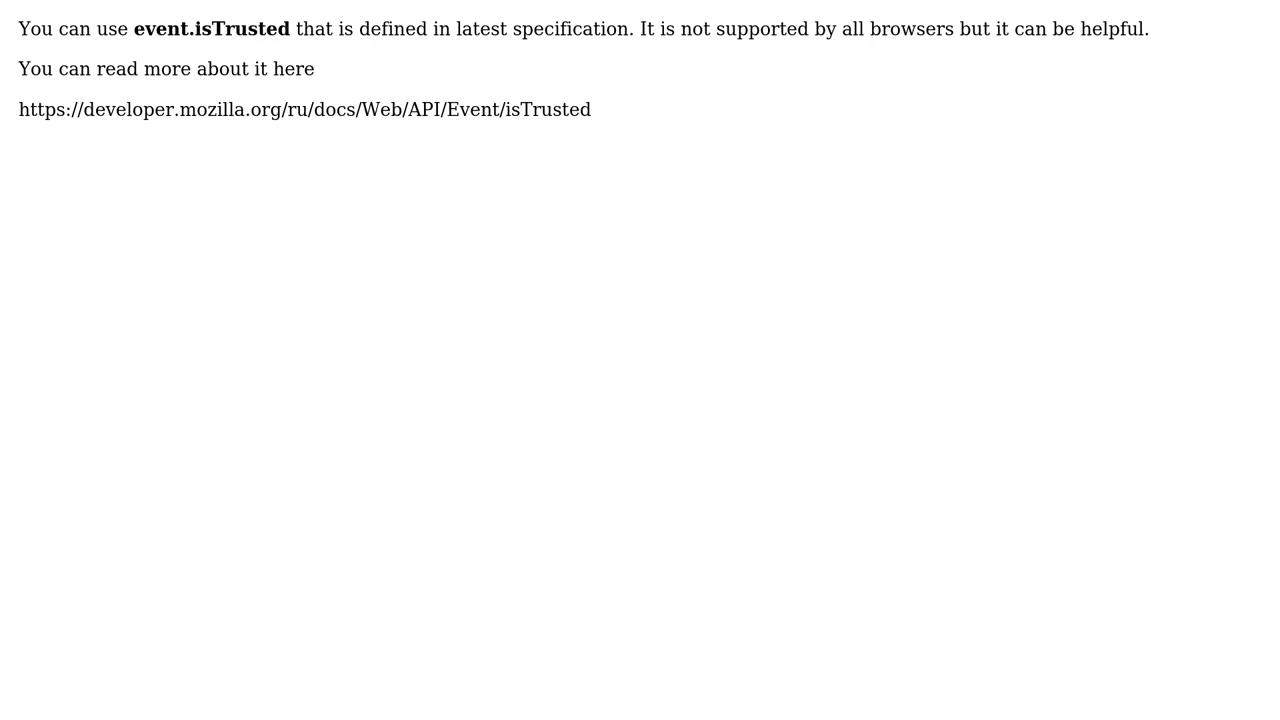 You can use event.isTrusted that is defined in latest specification. It is not supported by all browsers but it can be helpful.
You can read more about it here
https://developer.mozilla.org/ru/docs/Web/API/Event/isTrusted